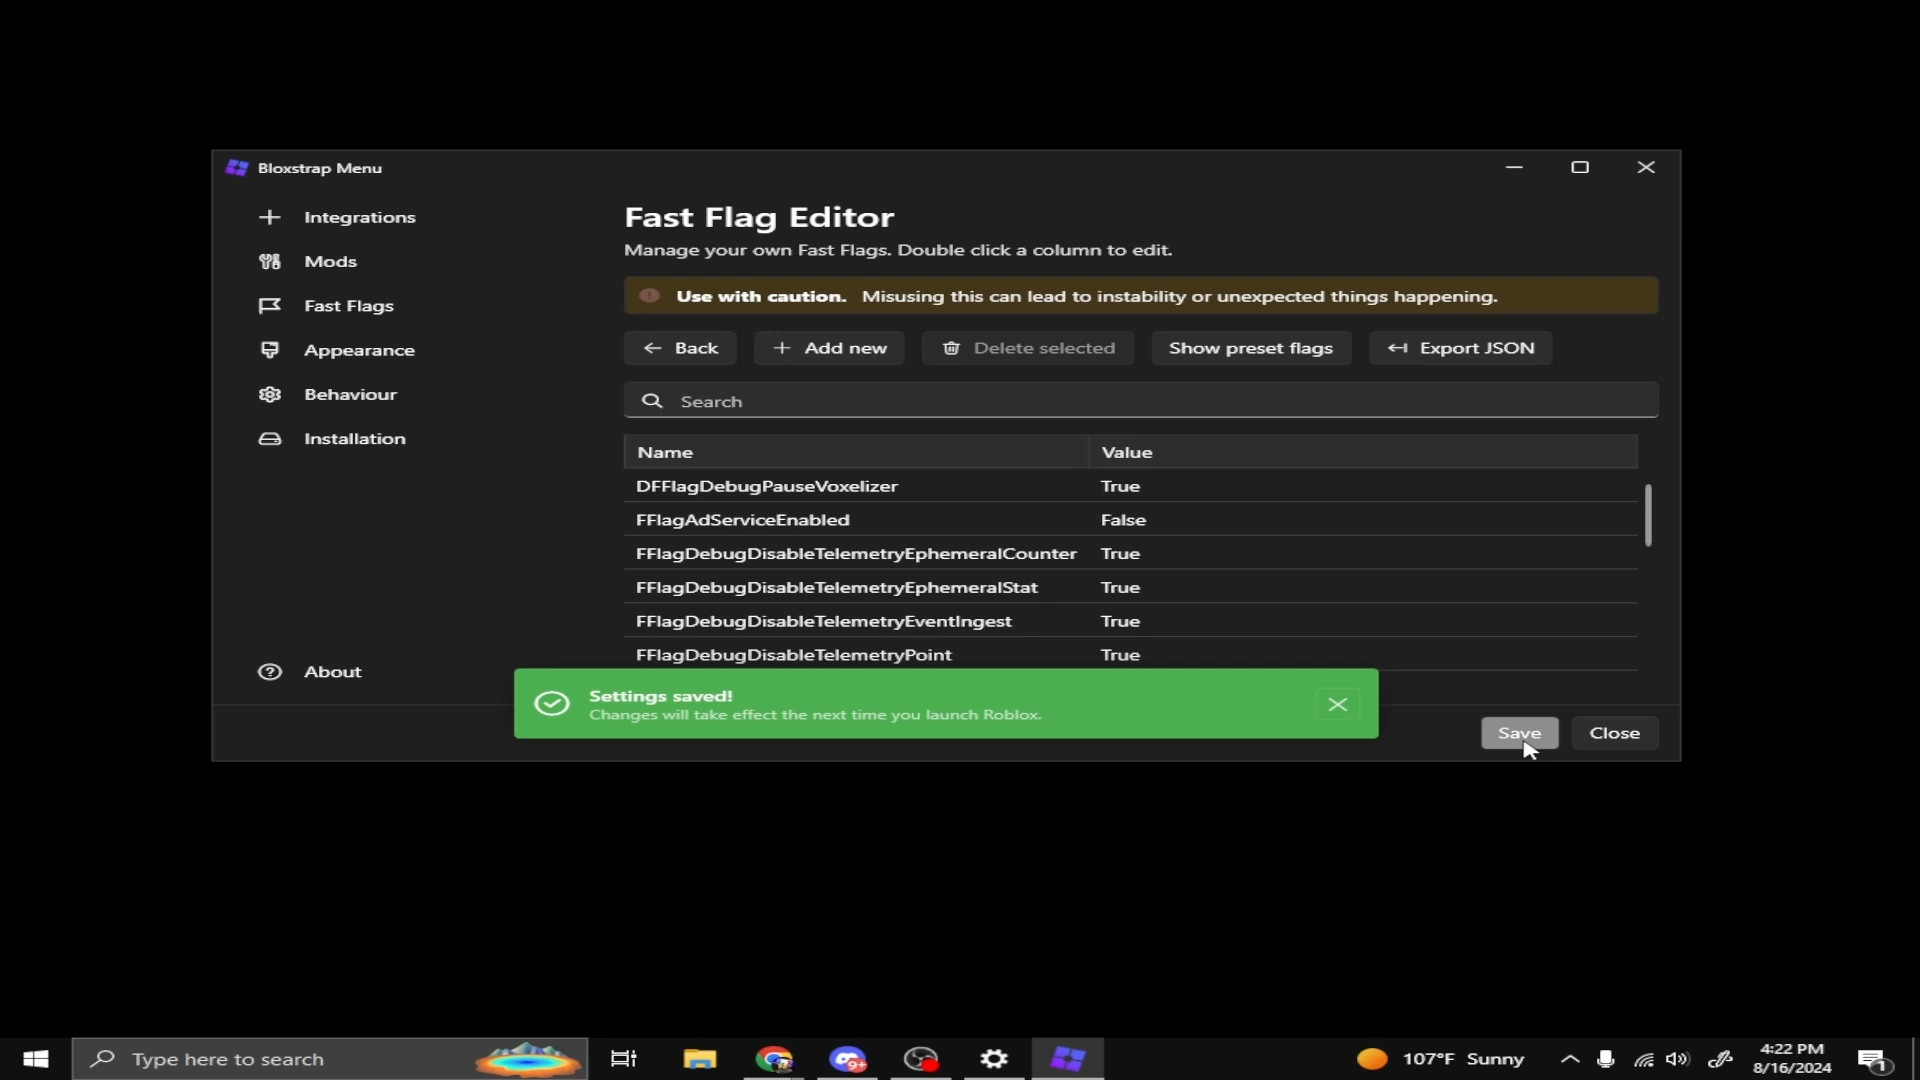 Bloxstrap Menu
Integrations
Mods
Fast Flags
Appearance
Behaviour
Installation
About
Fast Flag Editor
Manage your own Fast Flags. Double click a column to edit.
Use with caution. Misusing this can lead to instability or unexpected things happening.
Back
Add new
Delete selected
Show preset flags
Export JSON
Search
Name Value
DFFlagDebugPauseVoxelizer True
FFlagAdServiceEnabled False
FFlagDebugDisableTelemetryEphemeralCounter True
FFlagDebugDisableTelemetryEphemeralStat True
FFlagDebugDisableTelemetryEventIngest True
FFlagDebugDisableTelemetryPoint True
Settings saved!
Changes will take effect the next time you launch Roblox.
Save
Close
Type here to search
9+
107°F Sunny
4:22 PM
8/16/2024
1